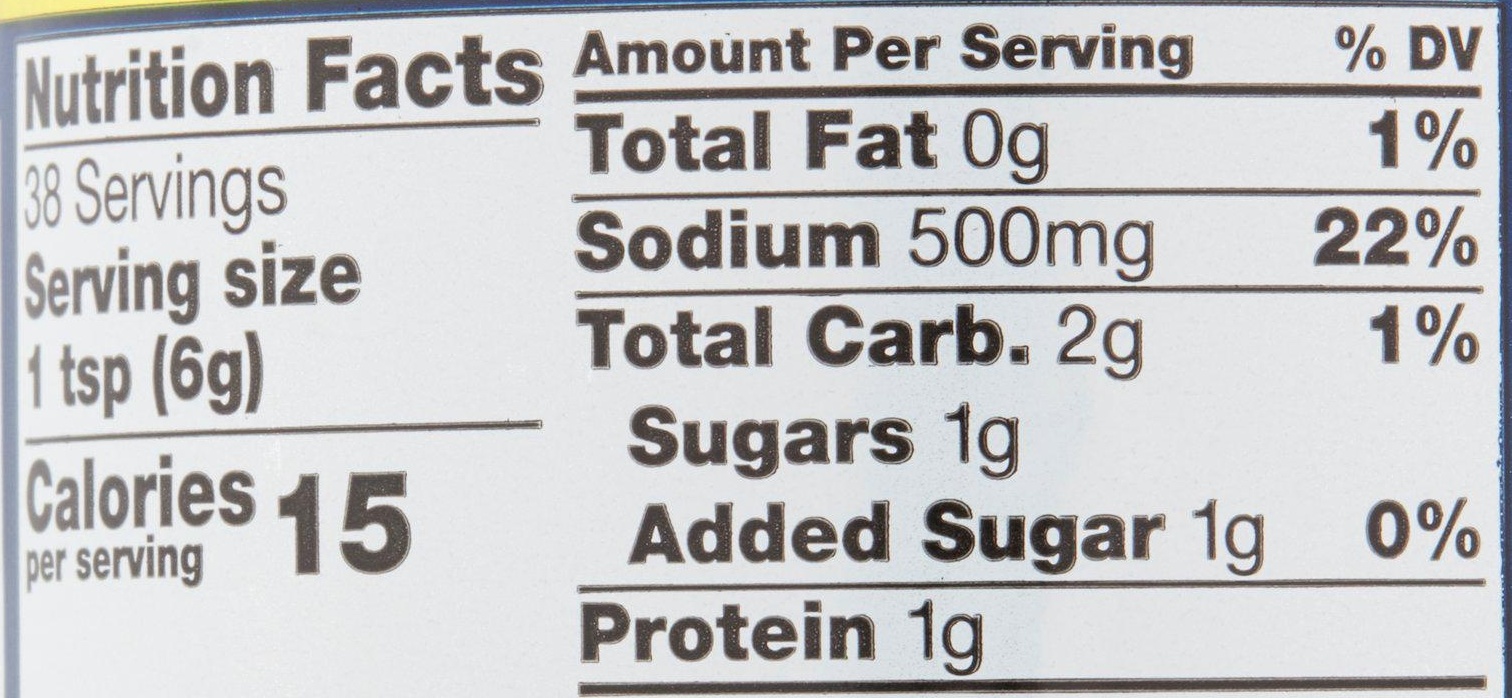 Nutrition Facts
38 Servings
Serving size
1 tsp (6g)
Calories 15
per serving
Amount Per Serving % DV
Total Fat 0g 1%
Sodium 500mg 22%
Total Carb. 2g 1%
Sugars 1g
Added Sugar 1g 0%
Protein 1g